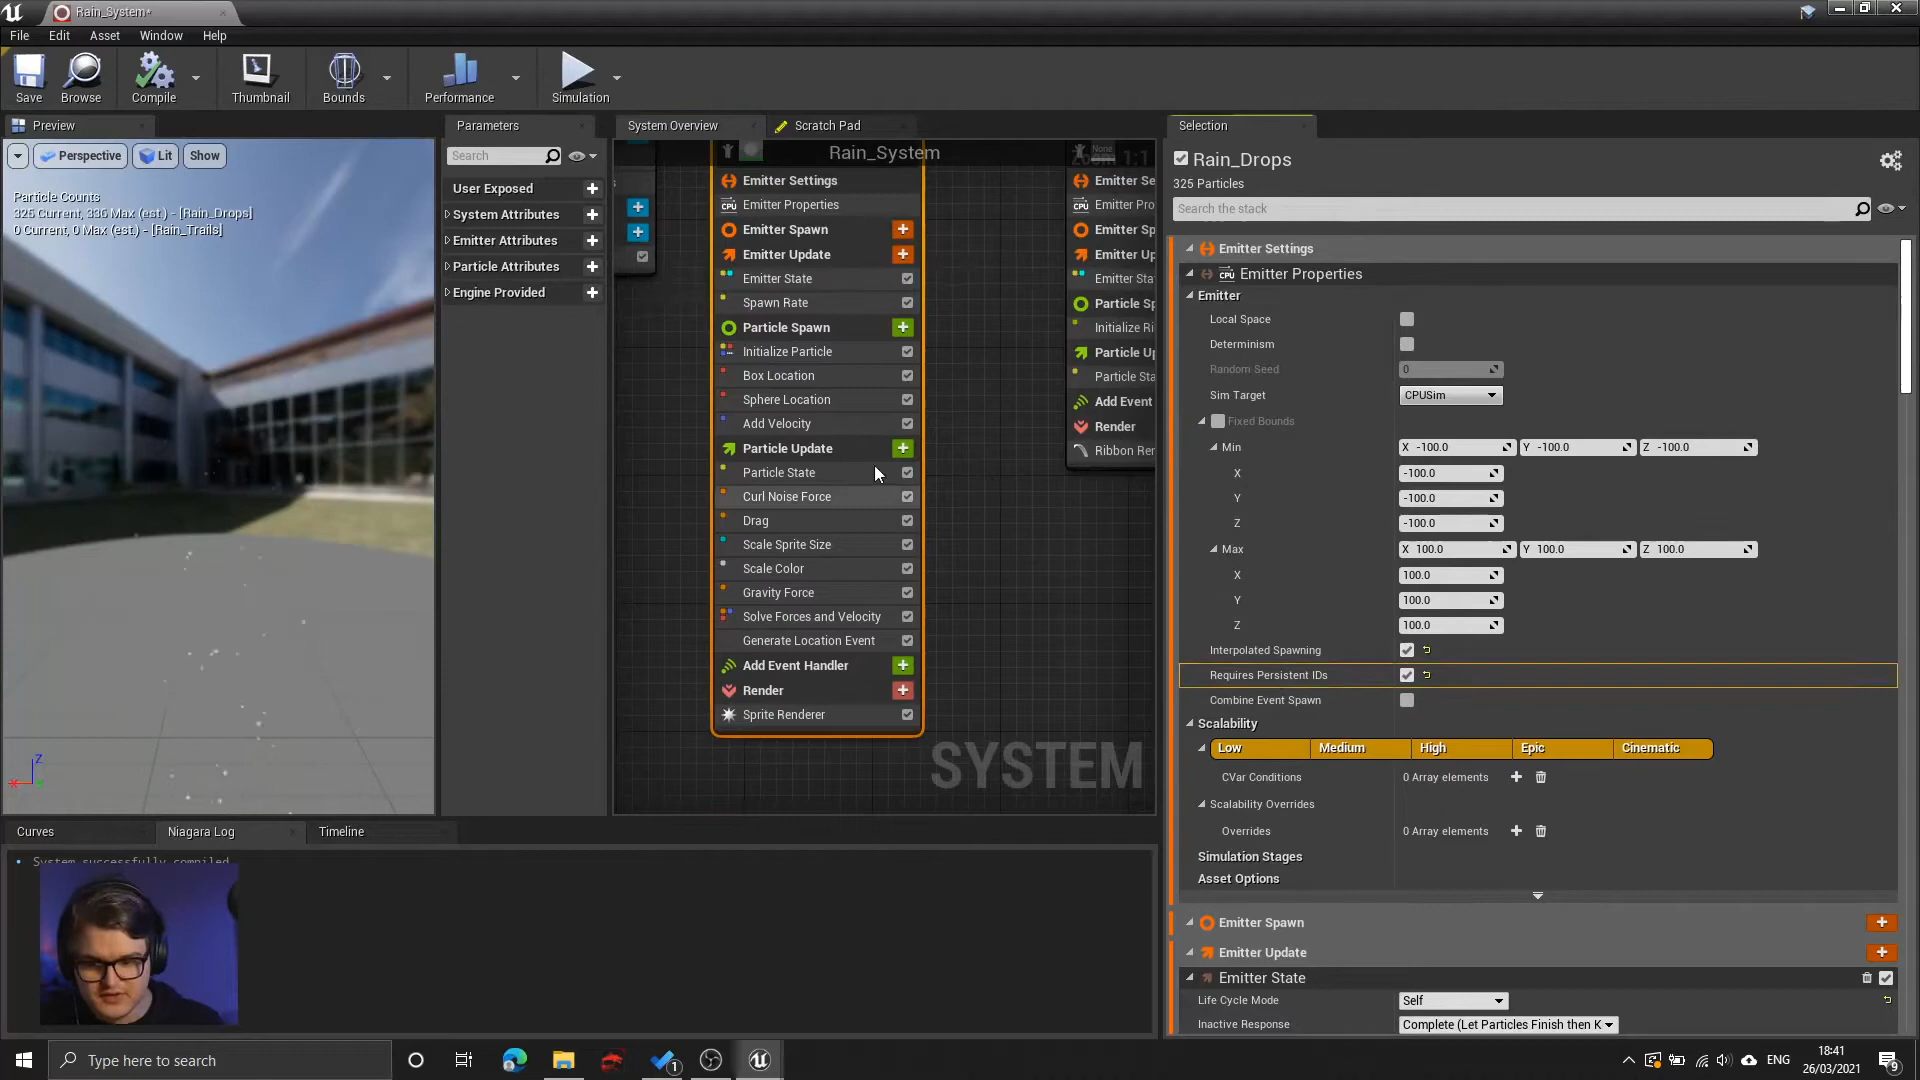 Rain_System*
File Edit Asset Window Help
Save Browse Compile Thumbnail Bounds Performance Simulation
Preview
Perspective Lit Show
Particle Counts
325 Current, 336 Max (est.) - [Rain_Drops]
0 Current, 0 Max (est.) - [Rain_Trails]
Z
Parameters
Search
User Exposed
System Attributes
Emitter Attributes
Particle Attributes
Engine Provided
System Overview Scratch Pad
Rain_System
Zoom 1:1
Emitter Settings
Emitter Properties
Emitter Spawn
Emitter Update
Emitter State
Spawn Rate
Particle Spawn
Initialize Particle
Box Location
Sphere Location
Add Velocity
Particle Update
Particle State
Curl Noise Force
Drag
Scale Sprite Size
Scale Color
Gravity Force
Solve Forces and Velocity
Generate Location Event
Add Event Handler
Render
Sprite Renderer
None
Emitter Se
CPU Emitter Pro
Emitter Sp
Emitter Up
Emitter Sta
Particle Sp
Initialize Ri
Particle Up
Particle Sta
Add Event
Render
Ribbon Ren
SYSTEM
Selection
Rain_Drops
325 Particles
Search the stack
Emitter Settings
CPU Emitter Properties
Emitter
Local Space
Determinism
Random Seed 0
Sim Target CPUSim
Fixed Bounds
Min X -100.0 Y -100.0 Z -100.0
X -100.0
Y -100.0
Z -100.0
Max X 100.0 Y 100.0 Z 100.0
X 100.0
Y 100.0
Z 100.0
Interpolated Spawning
Requires Persistent IDs
Combine Event Spawn
Scalability
Low Medium High Epic Cinematic
CVar Conditions 0 Array elements
Scalability Overrides
Overrides 0 Array elements
Simulation Stages
Asset Options
Emitter Spawn
Emitter Update
Emitter State
Life Cycle Mode Self
Inactive Response Complete (Let Particles Finish then K
Curves Niagara Log Timeline
System successfully compiled
Type here to search
1
ENG
18:41
26/03/2021
9